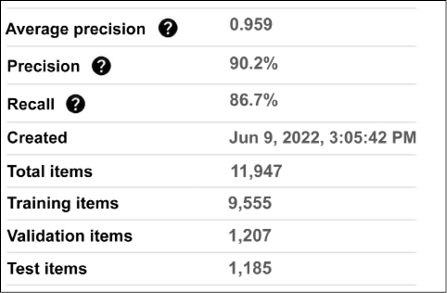 Average precision ? 0.959
Precision ? 90.2%
Recall ? 86.7%
Created Jun 9, 2022, 3:05:42 PM
Total items 11,947
Training items 9,555
Validation items 1,207
Test items 1,185